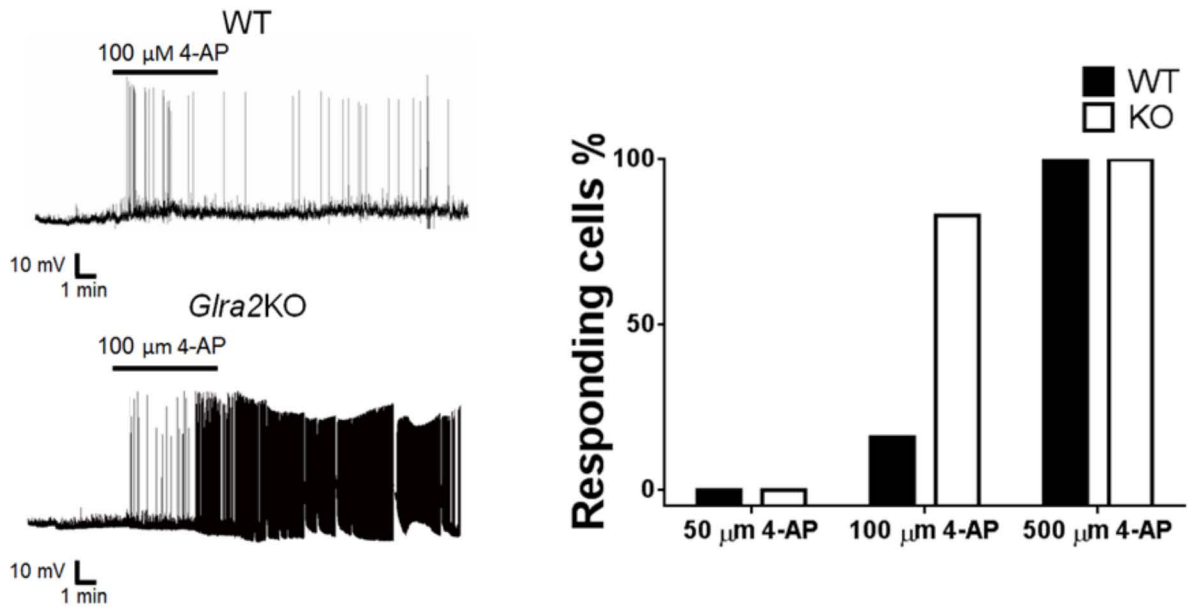 WT
100 μM 4-AP
10 mV
1 min
Glra2KO
100 μm 4-AP
10 mV
1 min
WT
KO
Responding cells %
100
50
0
50 μm 4-AP
100 μm 4-AP
500 μm 4-AP